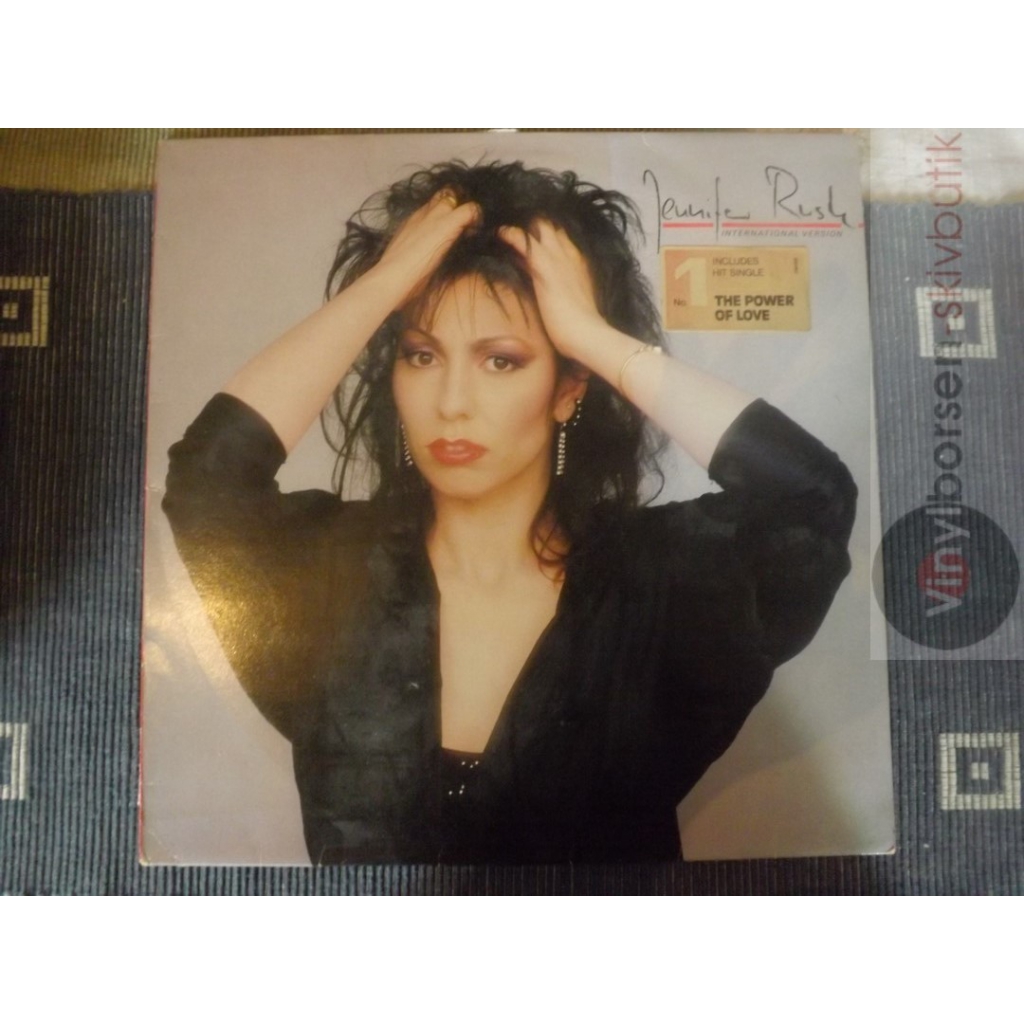 Jennifer Rush
INTERNATIONAL VERSION
No. 1
INCLUDES
HIT SINGLE
THE POWER
OF LOVE
vinylborsen-skivbutik
vinyl